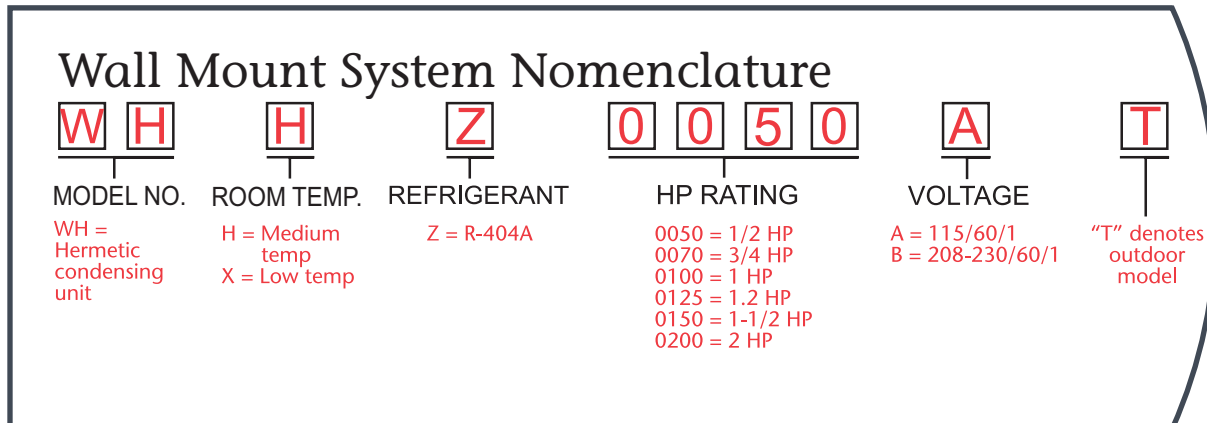 Wall Mount System Nomenclature
W H H Z 0 0 5 0 A T
MODEL NO. ROOM TEMP. REFRIGERANT HP RATING VOLTAGE
WH =
Hermetic
condensing
unit
H = Medium
temp
X = Low temp
Z = R-404A
0050 = 1/2 HP
0070 = 3/4 HP
0100 = 1 HP
0125 = 1.2 HP
0150 = 1-1/2 HP
0200 = 2 HP
A = 115/60/1
B = 208-230/60/1
“T” denotes
outdoor
model